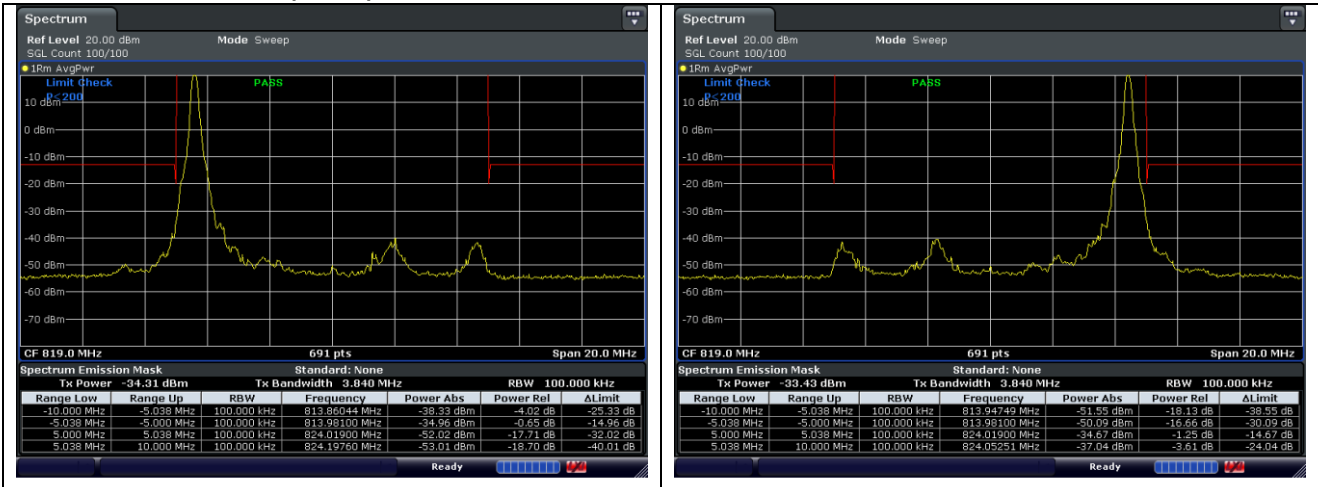 Spectrum
Ref Level 20.00 dBm Mode Sweep
SGL Count 100/100
1Rm AvgPwr
Limit Check PASS
P<200
10 dBm
0 dBm
-10 dBm
-20 dBm
-30 dBm
-40 dBm
-50 dBm
-60 dBm
-70 dBm
CF 819.0 MHz 691 pts Span 20.0 MHz
Spectrum Emission Mask Standard: None
Tx Power -34.31 dBm Tx Bandwidth 3.840 MHz RBW 100.000 kHz
Range Low Range Up RBW Frequency Power Abs Power Rel ΔLimit
-10.000 MHz -5.038 MHz 100.000 kHz 813.86044 MHz -38.33 dBm -4.02 dB -25.33 dB
-5.038 MHz -5.000 MHz 100.000 kHz 813.98100 MHz -34.96 dBm -0.65 dB -14.96 dB
5.000 MHz 5.038 MHz 100.000 kHz 824.01900 MHz -52.02 dBm -17.71 dB -32.02 dB
5.038 MHz 10.000 MHz 100.000 kHz 824.19760 MHz -53.01 dBm -18.70 dB -40.01 dB
Ready
Spectrum
Ref Level 20.00 dBm Mode Sweep
SGL Count 100/100
1Rm AvgPwr
Limit Check PASS
P<200
10 dBm
0 dBm
-10 dBm
-20 dBm
-30 dBm
-40 dBm
-50 dBm
-60 dBm
-70 dBm
CF 819.0 MHz 691 pts Span 20.0 MHz
Spectrum Emission Mask Standard: None
Tx Power -33.43 dBm Tx Bandwidth 3.840 MHz RBW 100.000 kHz
Range Low Range Up RBW Frequency Power Abs Power Rel ΔLimit
-10.000 MHz -5.038 MHz 100.000 kHz 813.94749 MHz -51.55 dBm -18.13 dB -38.55 dB
-5.038 MHz -5.000 MHz 100.000 kHz 813.98100 MHz -50.09 dBm -16.66 dB -30.09 dB
5.000 MHz 5.038 MHz 100.000 kHz 824.01900 MHz -34.67 dBm -1.25 dB -14.67 dB
5.038 MHz 10.000 MHz 100.000 kHz 824.05251 MHz -37.04 dBm -3.61 dB -24.04 dB
Ready